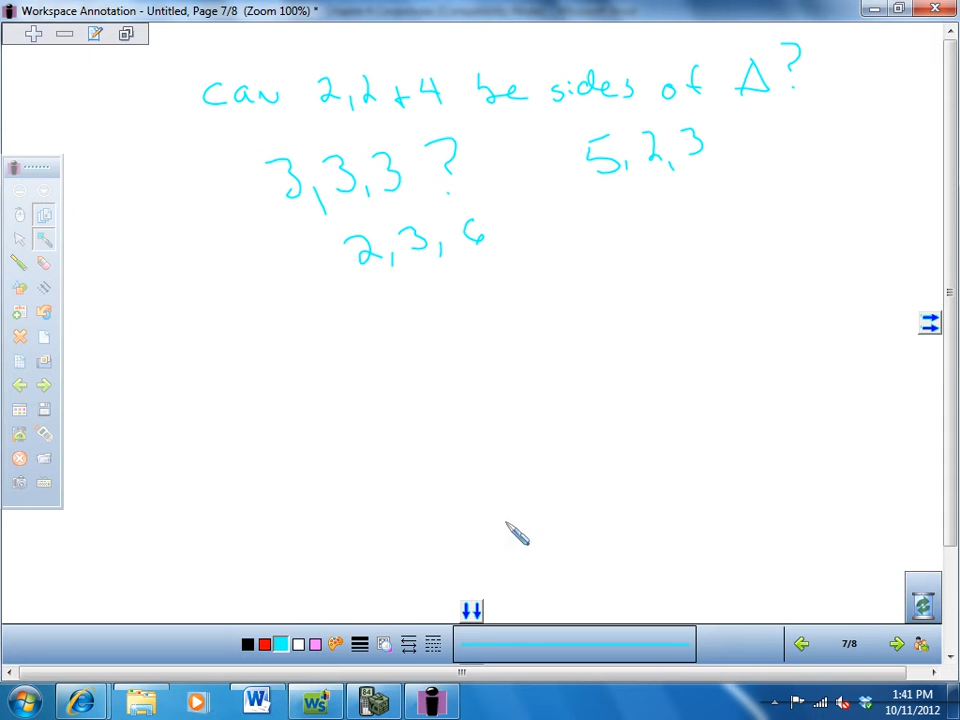 Workspace Annotation - Untitled, Page 7/8 (Zoom 100%) *
can 2,2 + 4 be sides of Δ?
3,3,3 ?
5,2,3
2,3,6
7/8
1:41 PM
10/11/2012